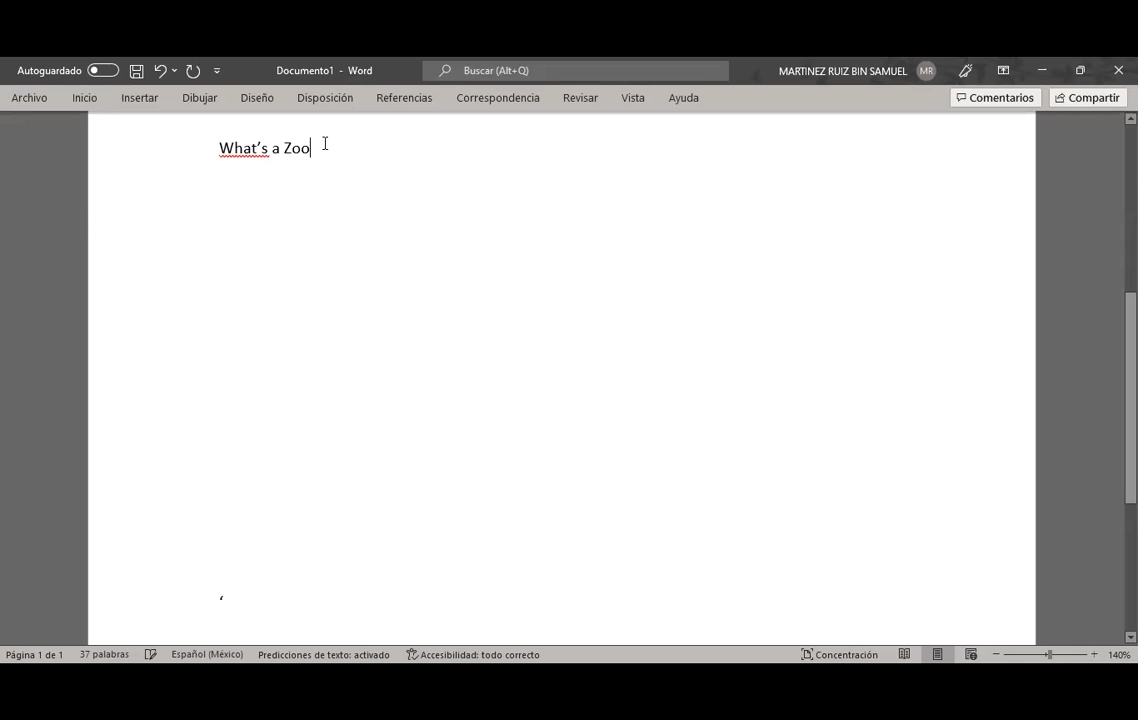 Autoguardado Documento1 - Word Buscar (Alt+Q) MARTINEZ RUIZ BIN SAMUEL MR
Archivo Inicio Insertar Dibujar Diseño Disposición Referencias Correspondencia Revisar Vista Ayuda Comentarios Compartir
What’s a Zoo
‘
Página 1 de 1 37 palabras Español (México) Predicciones de texto: activado Accesibilidad: todo correcto Concentración 140%